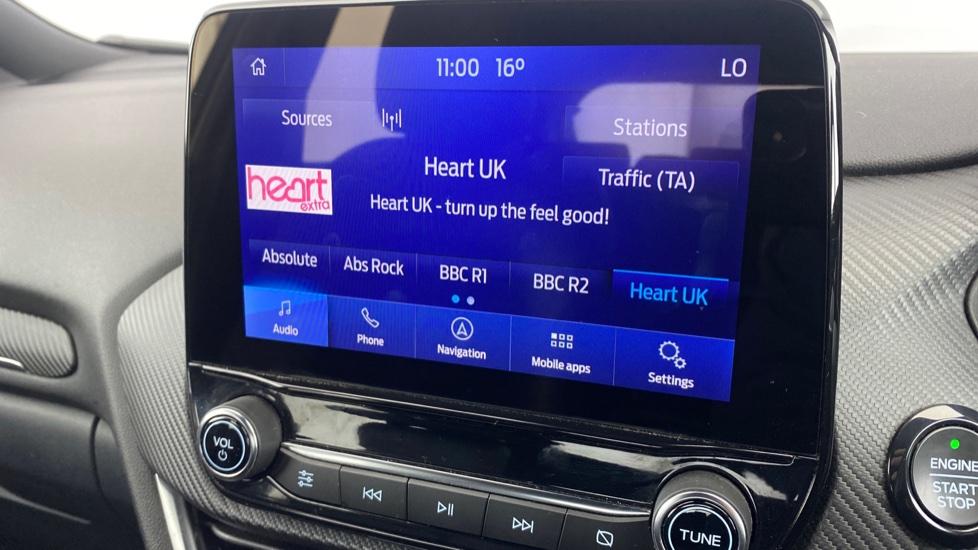 11:00 16° LO
Sources Stations
Heart UK
Traffic (TA)
heart
extra
Heart UK - turn up the feel good!
Absolute Abs Rock BBC R1 BBC R2 Heart UK
Audio Phone Navigation Mobile apps Settings
VOL
TUNE
ENGINE
START
STOP